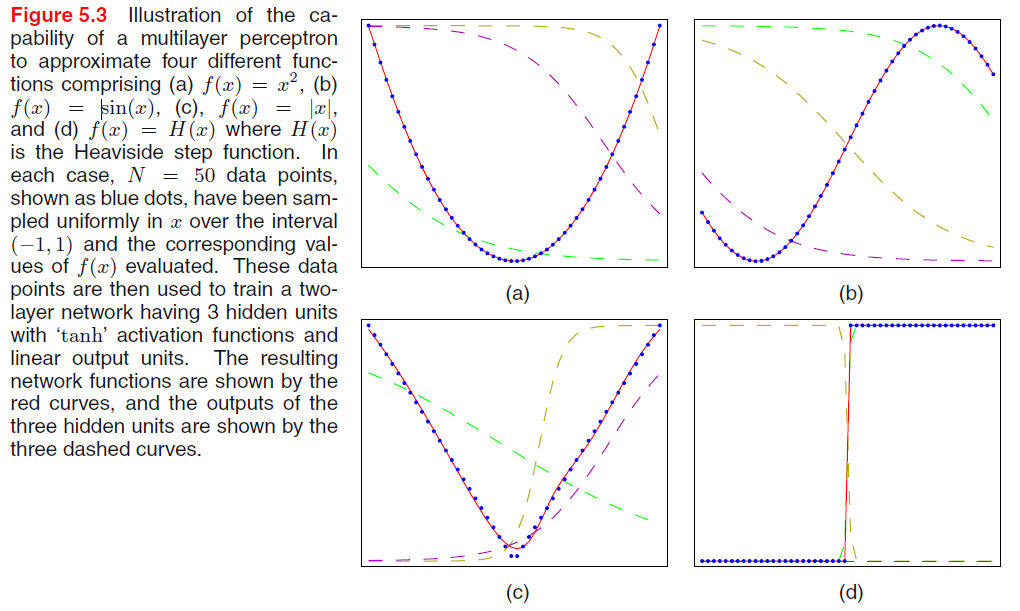 Figure 5.3 Illustration of the ca-
pability of a multilayer perceptron
to approximate four different func-
tions comprising (a) f(x) = x², (b)
f(x) = sin(x), (c), f(x) = |x|,
and (d) f(x) = H(x) where H(x)
is the Heaviside step function. In
each case, N = 50 data points,
shown as blue dots, have been sam-
pled uniformly in x over the interval
(−1, 1) and the corresponding val-
ues of f(x) evaluated. These data
points are then used to train a two-
layer network having 3 hidden units
with ‘tanh’ activation functions and
linear output units. The resulting
network functions are shown by the
red curves, and the outputs of the
three hidden units are shown by the
three dashed curves.
(a)
(b)
(c)
(d)